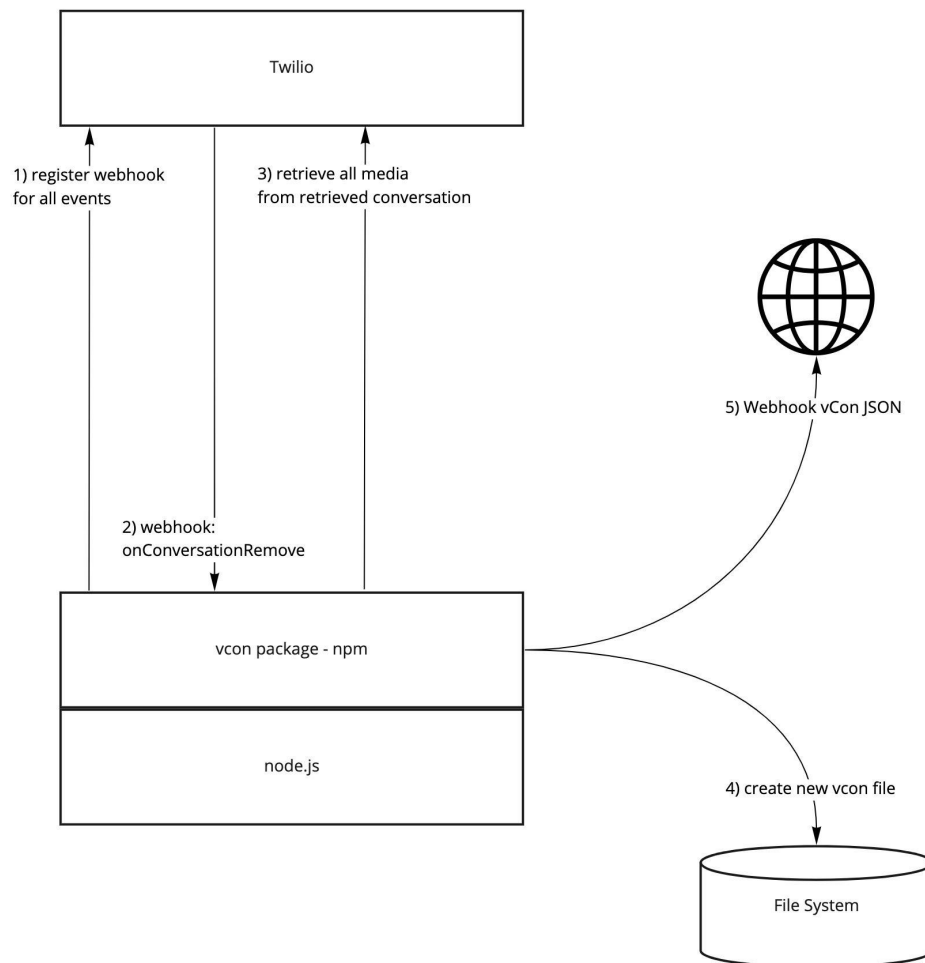 Twilio
1) register webhook
for all events
3) retrieve all media
from retrieved conversation
5) Webhook vCon JSON
2) webhook:
onConversationRemove
vcon package - npm
node.js
4) create new vcon file
File System